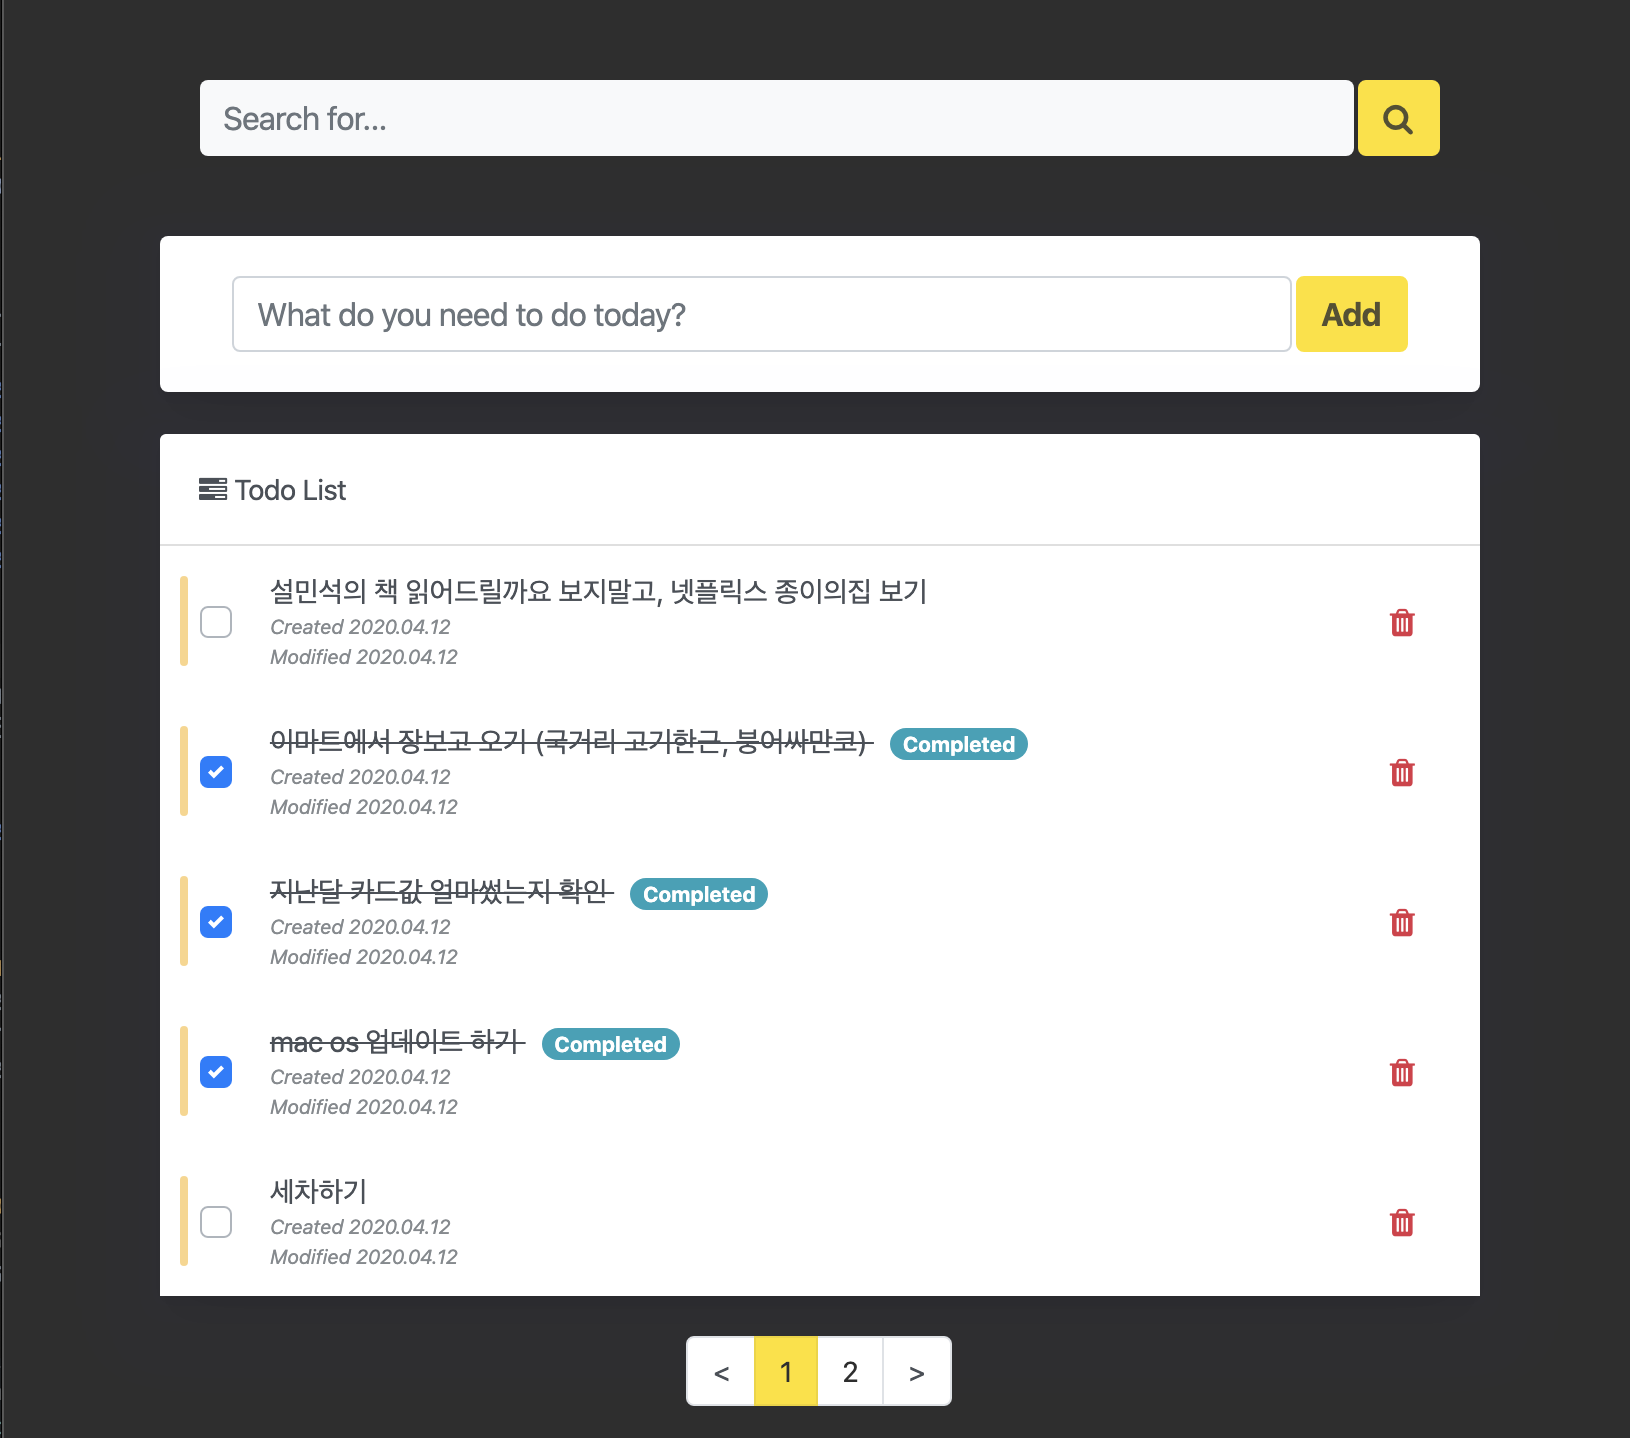 Search for...
What do you need to do today?
Add
Todo List
설민석의 책 읽어드릴까요 보지말고, 넷플릭스 종이의집 보기
Created 2020.04.12
Modified 2020.04.12
이마트에서 장보고 오기 (국거리 고기한근, 붕어싸만코) Completed
Created 2020.04.12
Modified 2020.04.12
지난달 카드값 얼마썼는지 확인 Completed
Created 2020.04.12
Modified 2020.04.12
mac os 업데이트 하기 Completed
Created 2020.04.12
Modified 2020.04.12
세차하기
Created 2020.04.12
Modified 2020.04.12
< 1 2 >